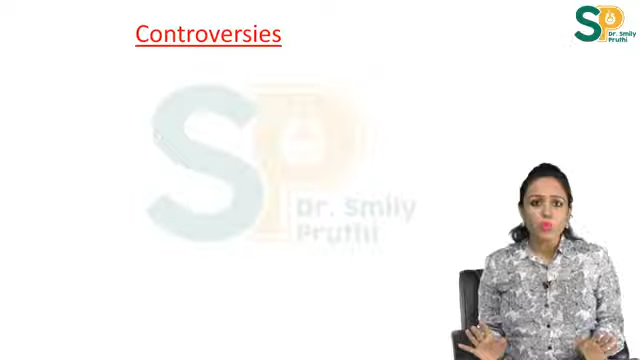 Controversies
SP
Dr. Smily
Pruthi
SP
Dr. Smily
Pruthi